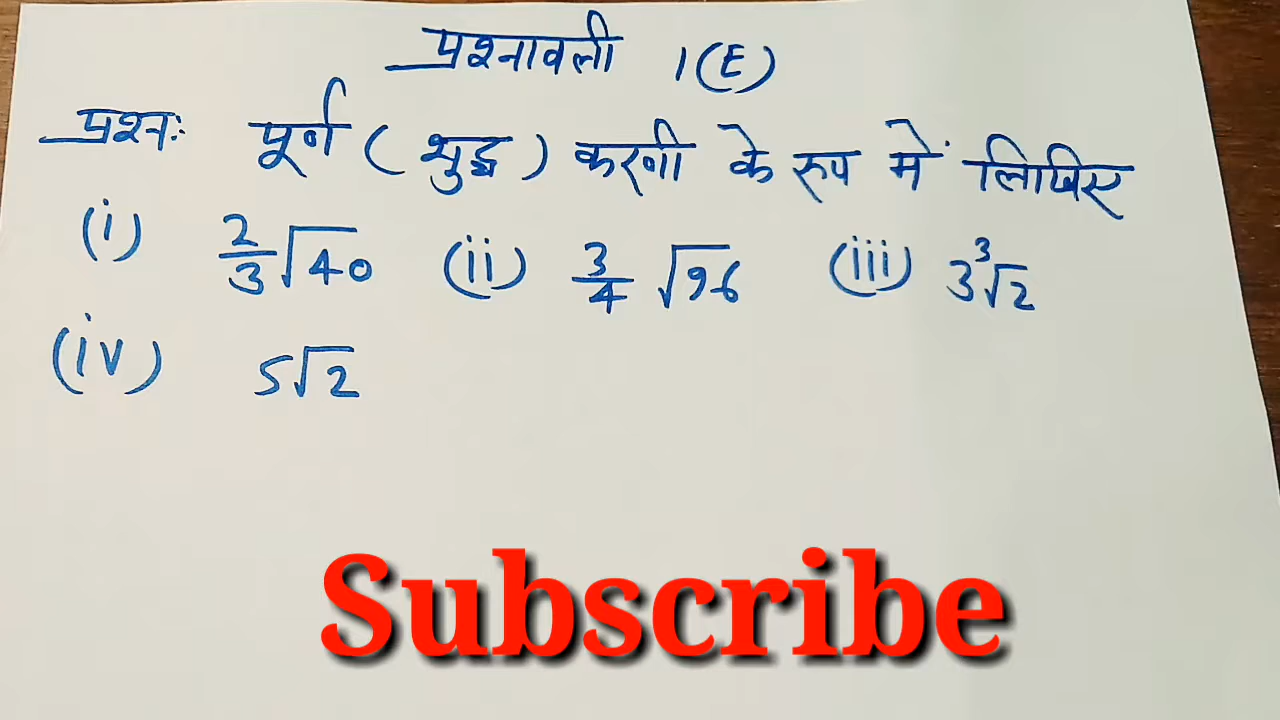 प्रश्नावली 1(E)
प्रश्नः पूर्ण (शुद्ध) करणी के रुप में लिखिए
(i) 2/3√40 (ii) 3/4 √96 (iii) 3∛2
(iv) 5√2
Subscribe